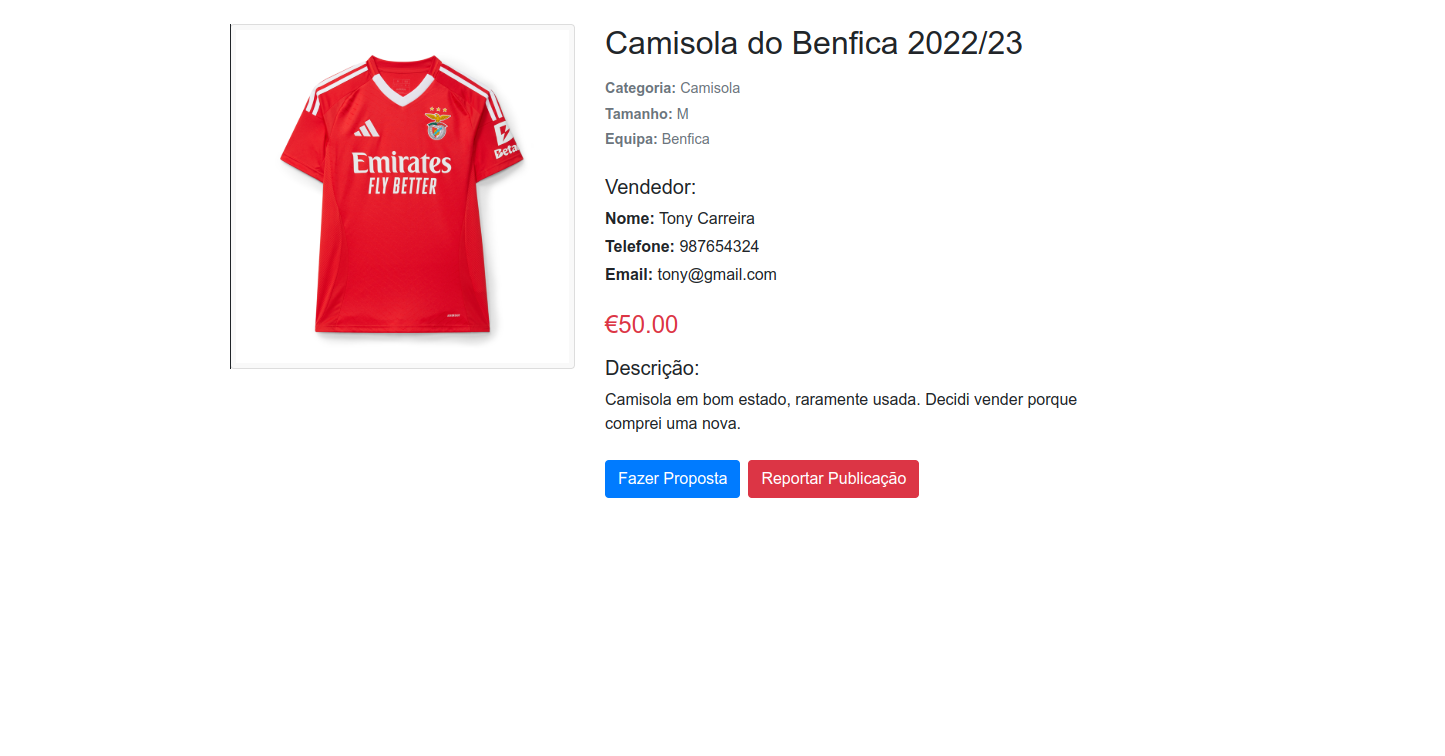 Camisola do Benfica 2022/23
Categoria: Camisola
Tamanho: M
Equipa: Benfica
Vendedor:
Nome: Tony Carreira
Telefone: 987654324
Email: tony@gmail.com
€50.00
Descrição:
Camisola em bom estado, raramente usada. Decidi vender porque
comprei uma nova.
Fazer Proposta Reportar Publicação
Emirates
FLY BETTER